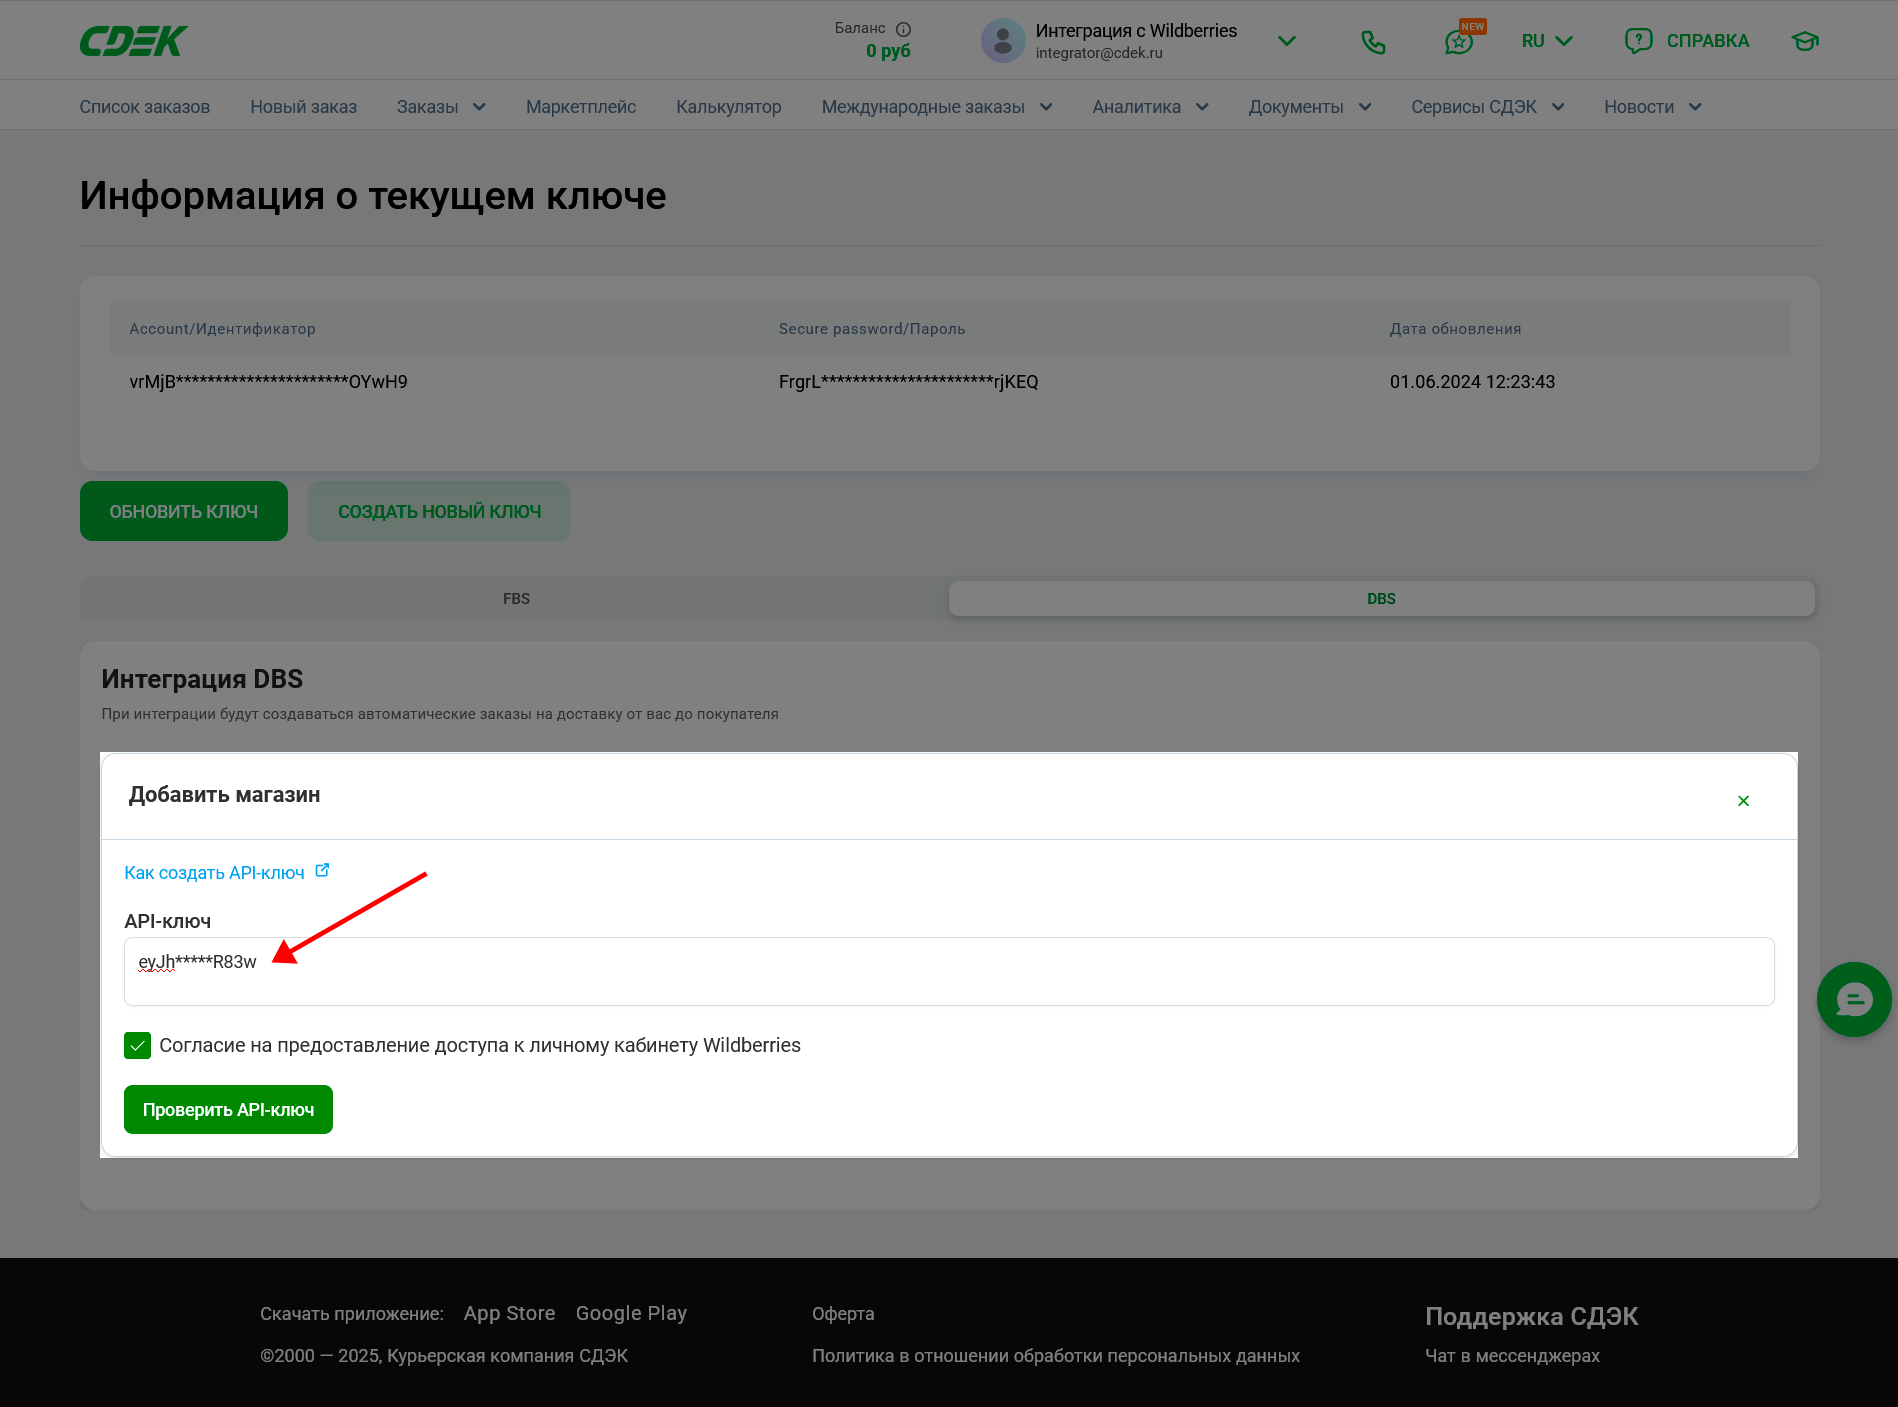 CDEK
Баланс
0 руб
Интеграция с Wildberries
integrator@cdek.ru
NEW
RU
СПРАВКА
Список заказов
Новый заказ
Заказы
Маркетплейс
Калькулятор
Международные заказы
Аналитика
Документы
Сервисы СДЭК
Новости
Информация о текущем ключе
Account/Идентификатор
Secure password/Пароль
Дата обновления
vrMjB**********************OYwH9
FrgrL**********************rjKEQ
01.06.2024 12:23:43
ОБНОВИТЬ КЛЮЧ
СОЗДАТЬ НОВЫЙ КЛЮЧ
FBS
DBS
Интеграция DBS
При интеграции будут создаваться автоматические заказы на доставку от вас до покупателя
Добавить магазин
Как создать API-ключ
API-ключ
eyJh*****R83w
Согласие на предоставление доступа к личному кабинету Wildberries
Проверить API-ключ
Скачать приложение:
App Store
Google Play
Оферта
Поддержка СДЭК
©2000 — 2025, Курьерская компания СДЭК
Политика в отношении обработки персональных данных
Чат в мессенджерах